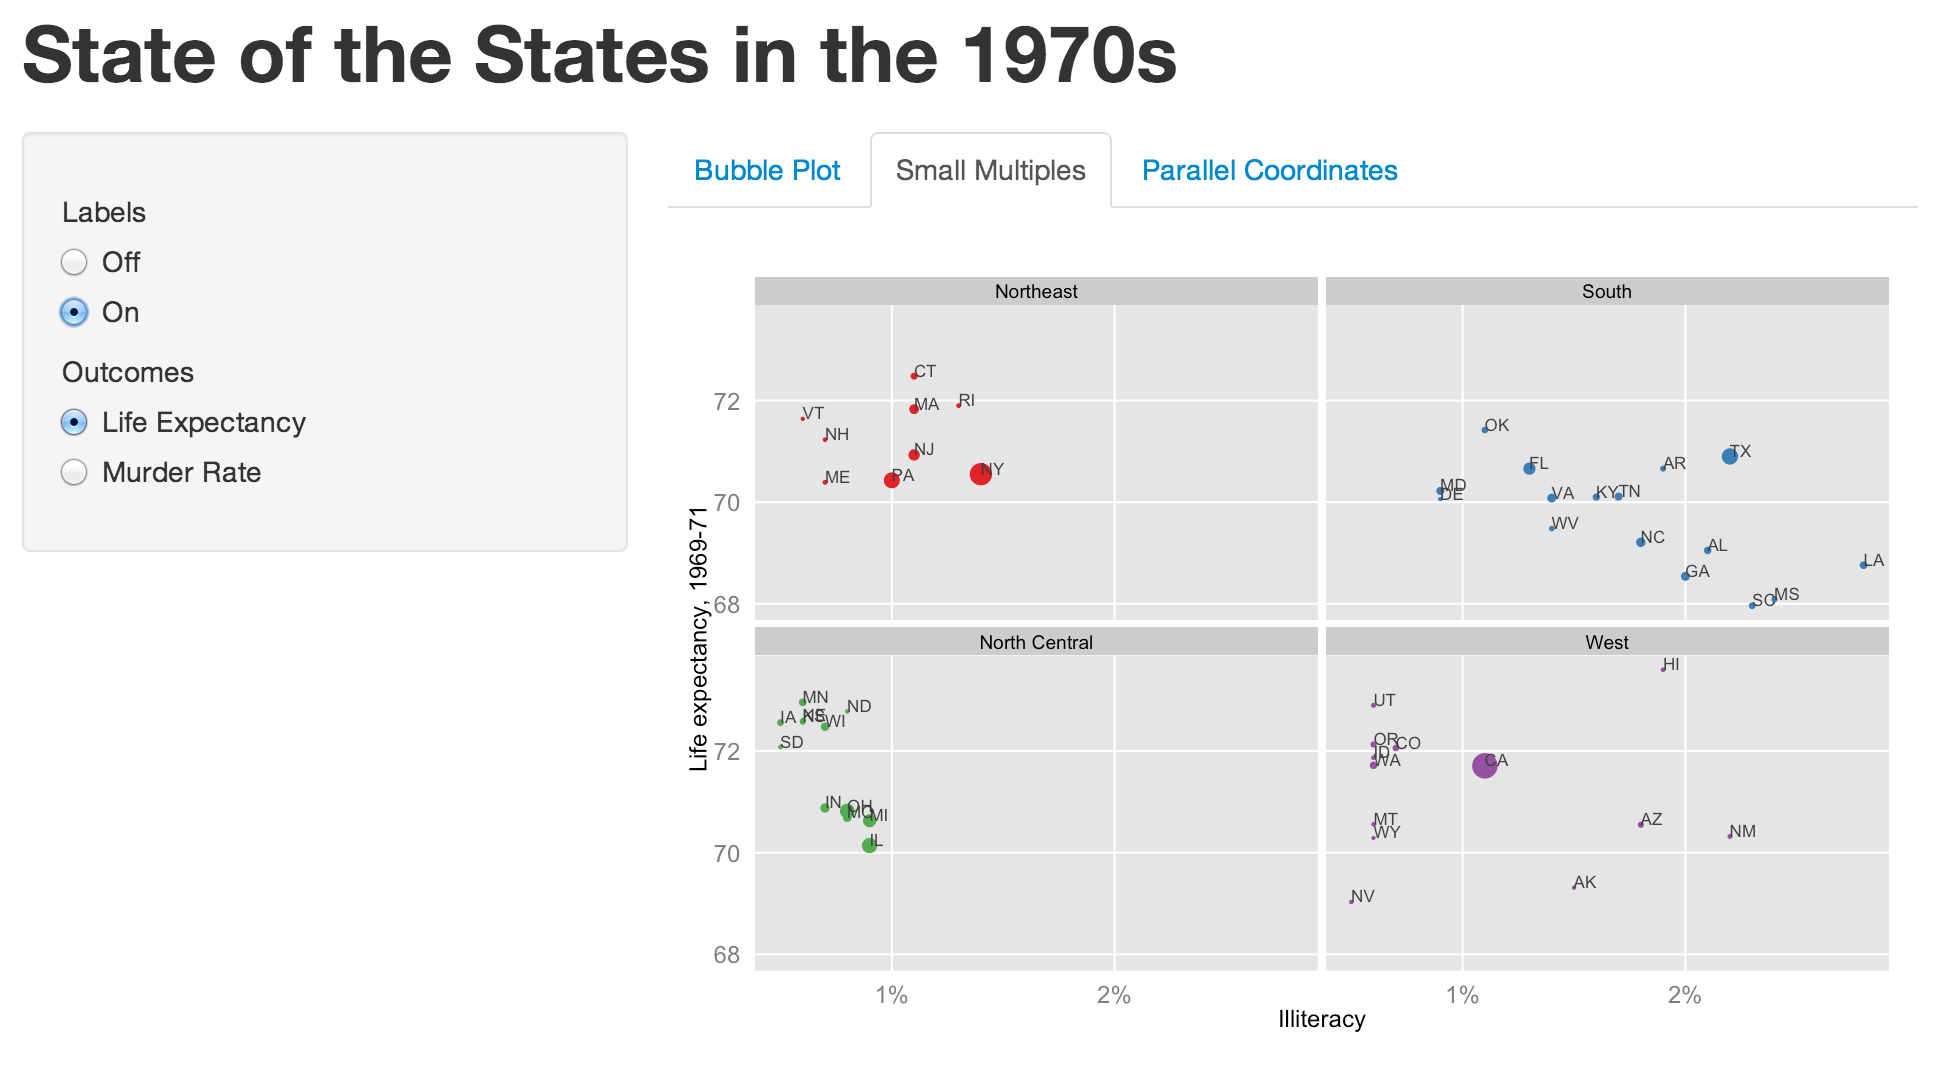 State of the States in the 1970s
Labels
Off
On
Outcomes
Life Expectancy
Murder Rate
Bubble Plot
Small Multiples
Parallel Coordinates
Northeast
CT
RI
MA
VT
NH
NJ
NY
PA
ME
72
70
68
South
OK
TX
FL
AR
MD
DE
VA
KY
TN
WV
NC
AL
LA
GA
SC
MS
Life expectancy, 1969-71
North Central
MN
ND
IA
KS
NE
WI
SD
IN
OH
MO
MI
IL
72
70
68
West
HI
UT
OR
CO
ID
WA
CA
MT
WY
AZ
NM
AK
NV
1%
2%
1%
2%
Illiteracy